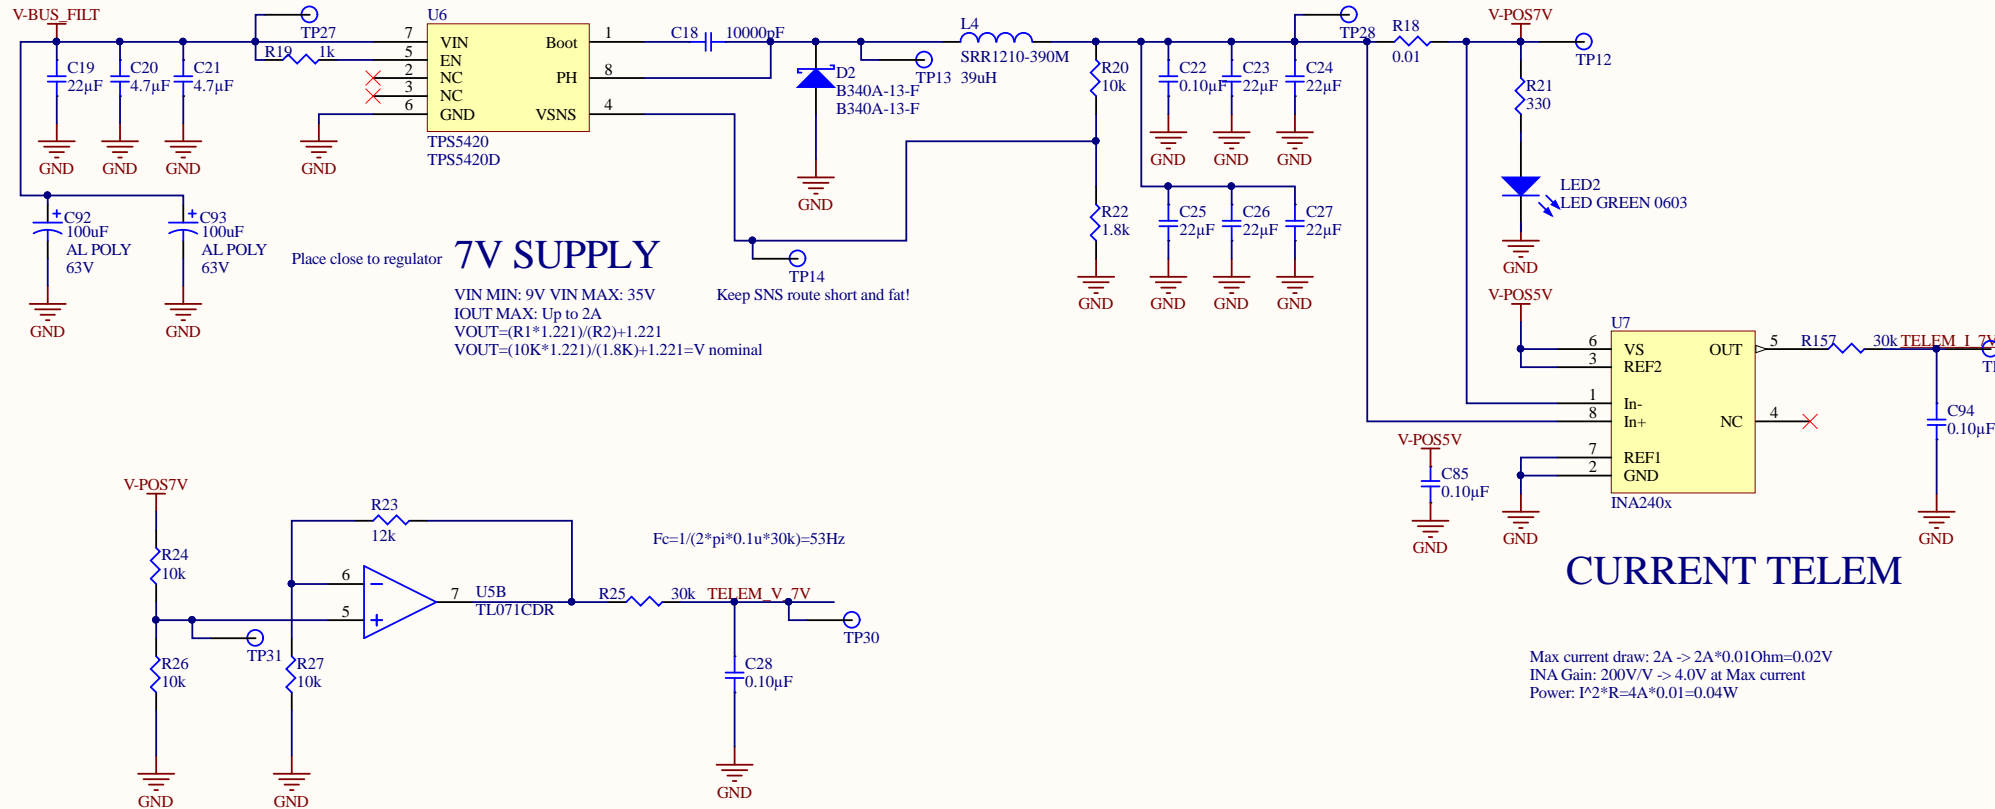 V-BUS_FILT
TP27
R19 1k
C19
22µF
C20
4.7µF
C21
4.7µF
GND
GND
GND
GND
C92
100uF
AL POLY
63V
C93
100uF
AL POLY
63V
GND
GND
U6
7 VIN
5 EN
2 NC
3 NC
6 GND
Boot 1
PH 8
VSNS 4
TPS5420
TPS5420D
C18 10000pF
D2
B340A-13-F
B340A-13-F
GND
TP13
L4
SRR1210-390M
39uH
Place close to regulator
7V SUPPLY
VIN MIN: 9V VIN MAX: 35V
IOUT MAX: Up to 2A
VOUT=(R1*1.221)/(R2)+1.221
VOUT=(10K*1.221)/(1.8K)+1.221=V nominal
TP14
Keep SNS route short and fat!
R20
10k
R22
1.8k
GND
C22
0.10µF
C23
22µF
C24
22µF
GND
GND
GND
C25
22µF
C26
22µF
C27
22µF
GND
GND
GND
TP28
R18
0.01
V-POS7V
TP12
R21
330
LED2
LED GREEN 0603
GND
V-POS5V
U7
6 VS
3 REF2
1 In-
8 In+
7 REF1
2 GND
OUT 5
NC 4
INA240x
R157 30k
TELEM_I_7V
C94
0.10µF
GND
V-POS5V
C85
0.10µF
GND
GND
CURRENT TELEM
Max current draw: 2A -> 2A*0.01Ohm=0.02V
INA Gain: 200V/V -> 4.0V at Max current
Power: I^2*R=4A*0.01=0.04W
V-POS7V
R24
10k
R26
10k
GND
TP31
R23
12k
R27
10k
GND
6
5
7
U5B
TL071CDR
Fc=1/(2*pi*0.1u*30k)=53Hz
R25 30k
TELEM_V_7V
TP30
C28
0.10µF
GND